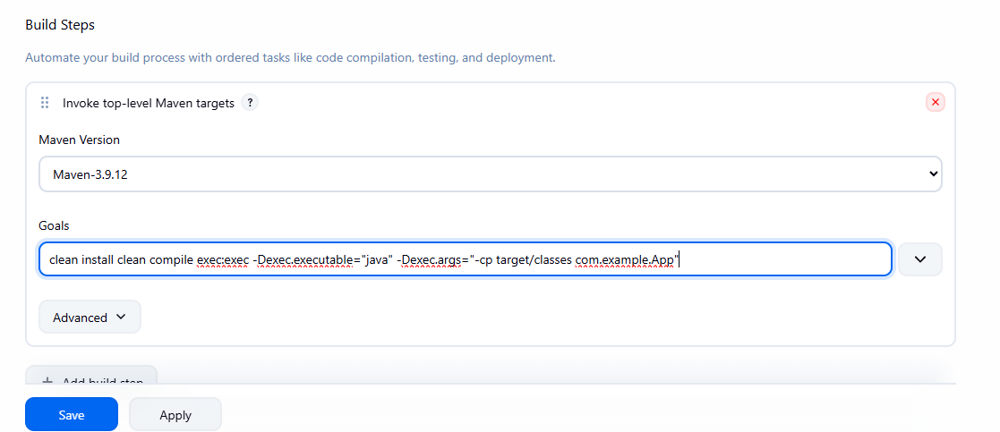 Build Steps
Automate your build process with ordered tasks like code compilation, testing, and deployment.
Invoke top-level Maven targets ?
Maven Version
Maven-3.9.12
Goals
clean install clean compile exec:exec -Dexec.executable="java" -Dexec.args="-cp target/classes com.example.App"
Advanced
+ Add build step
Save Apply